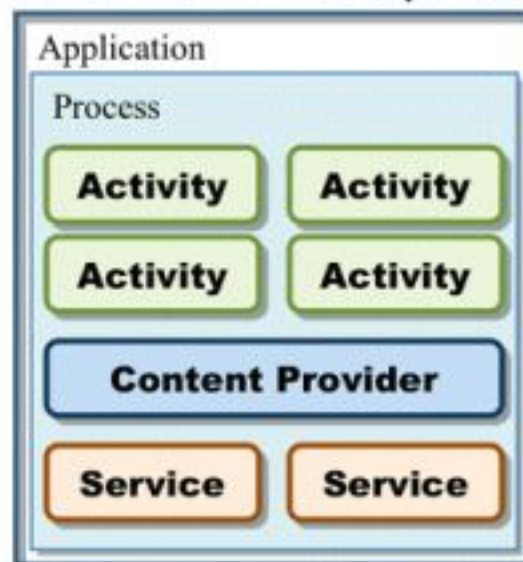 Application
Process
Activity Activity
Activity Activity
Content Provider
Service Service